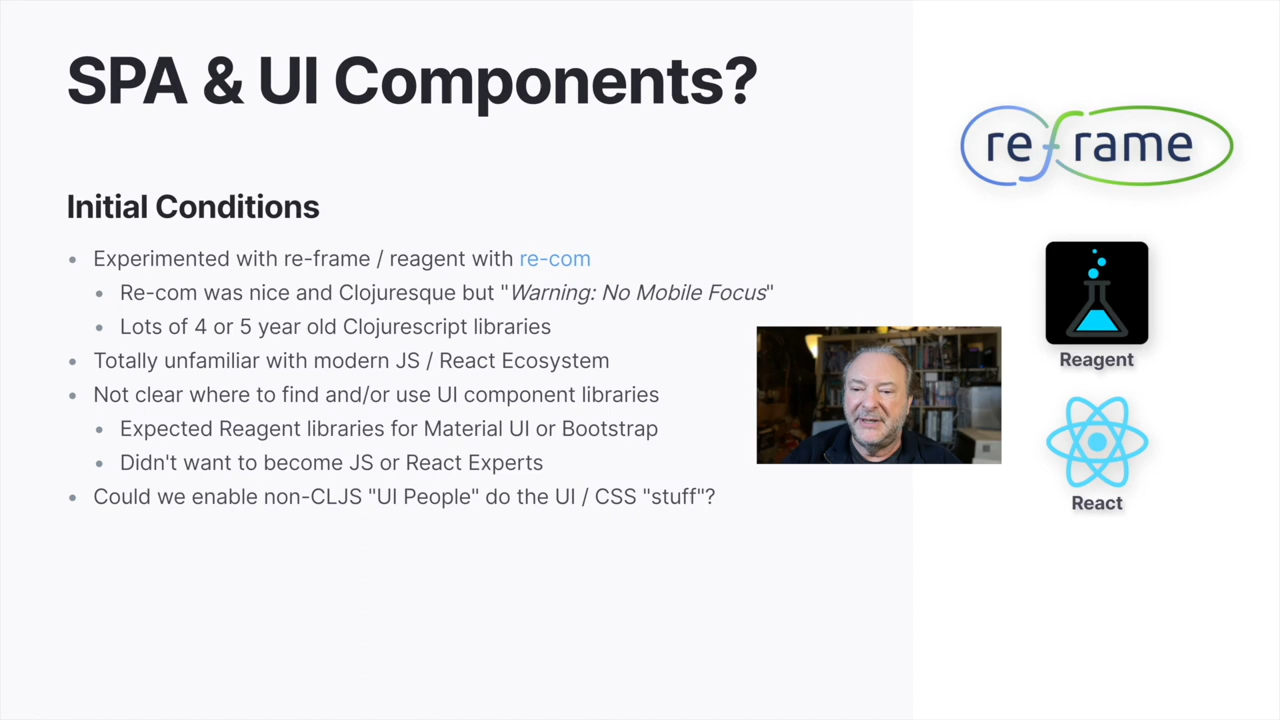 SPA & UI Components?
Initial Conditions
• Experimented with re-frame / reagent with re-com
• Re-com was nice and Clojuresque but "Warning: No Mobile Focus"
• Lots of 4 or 5 year old Clojurescript libraries
• Totally unfamiliar with modern JS / React Ecosystem
• Not clear where to find and/or use UI component libraries
• Expected Reagent libraries for Material UI or Bootstrap
• Didn't want to become JS or React Experts
• Could we enable non-CLJS "UI People" do the UI / CSS "stuff"?
re-frame
Reagent
React